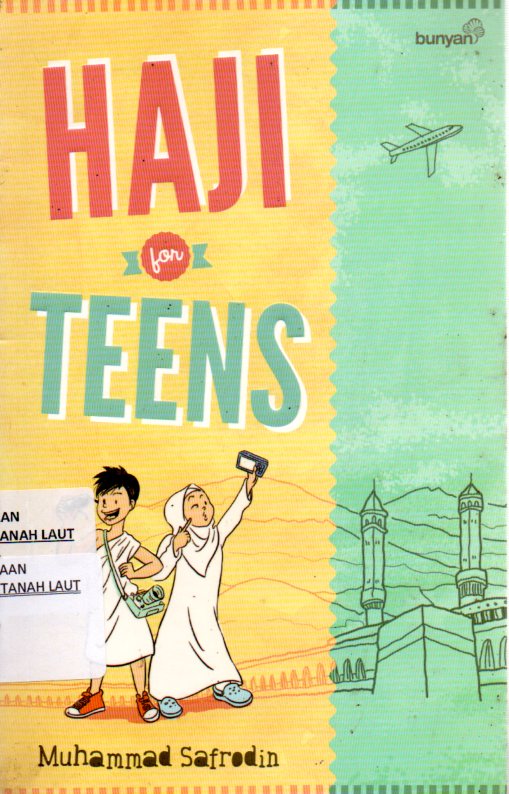 bunyan
HAJI
for
TEENS
AN
ANAH LAUT
AAN
TANAH LAUT
Muhammad Safrodin